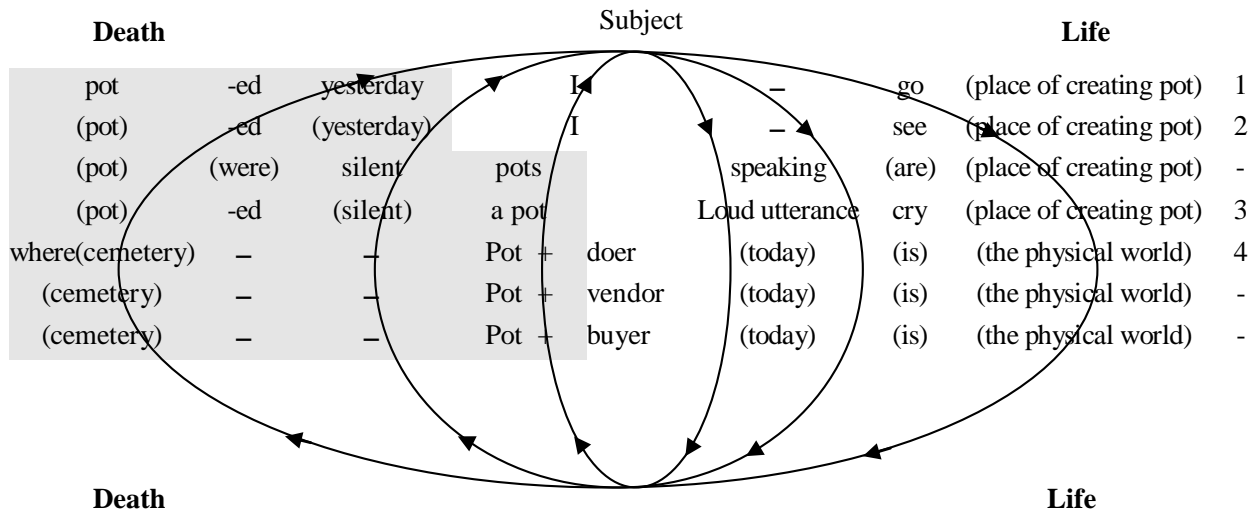 Subject
Death Life
pot -ed yesterday I – go (place of creating pot) 1
(pot) -ed (yesterday) I – see (place of creating pot) 2
(pot) (were) silent pots speaking (are) (place of creating pot) -
(pot) -ed (silent) a pot Loud utterance cry (place of creating pot) 3
where(cemetery) – – Pot + doer (today) (is) (the physical world) 4
(cemetery) – – Pot + vendor (today) (is) (the physical world) -
(cemetery) – – Pot + buyer (today) (is) (the physical world) -
Death Life